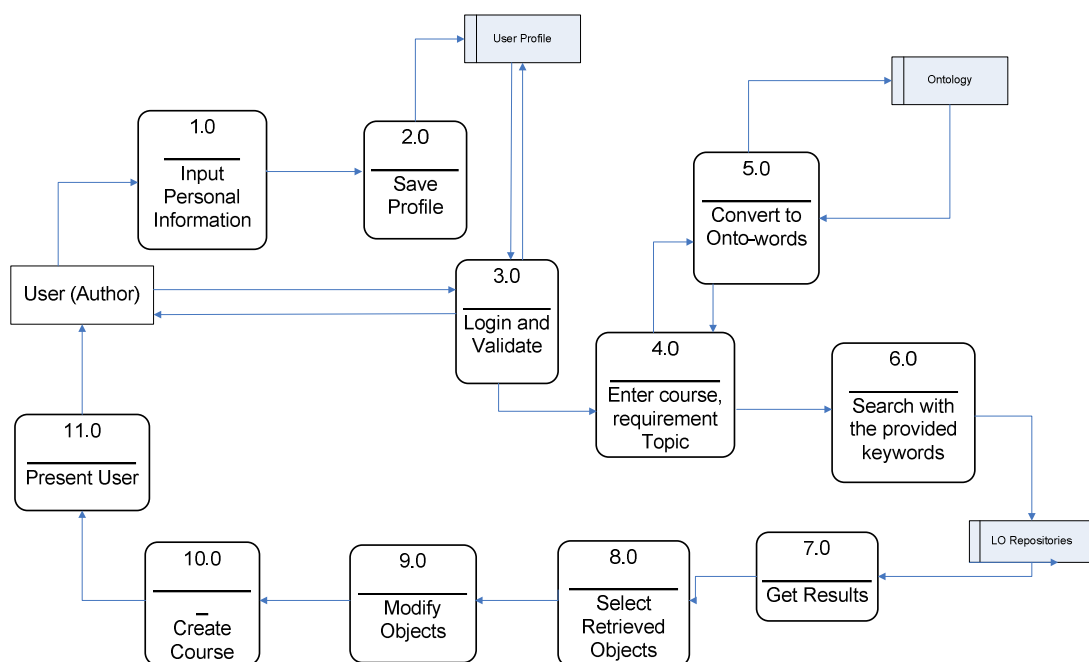 User Profile
Ontology
1.0
Input
Personal
Information
2.0
Save
Profile
5.0
Convert to
Onto-words
User (Author)
3.0
Login and
Validate
4.0
Enter course,
requirement
Topic
6.0
Search with
the provided
keywords
11.0
Present User
LO Repositories
7.0
Get Results
8.0
Select
Retrieved
Objects
9.0
Modify
Objects
10.0
Create
Course